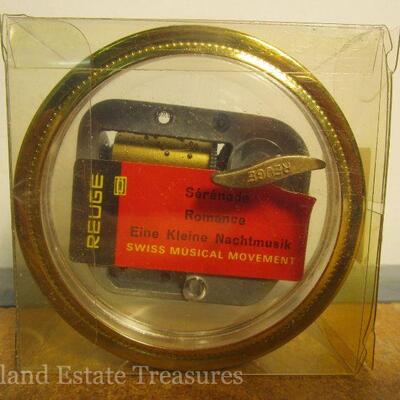 REUGE
Sérénade
Romance
Eine Kleine Nachtmusik
SWISS MUSICAL MOVEMENT
REUGE
land Estate Treasures